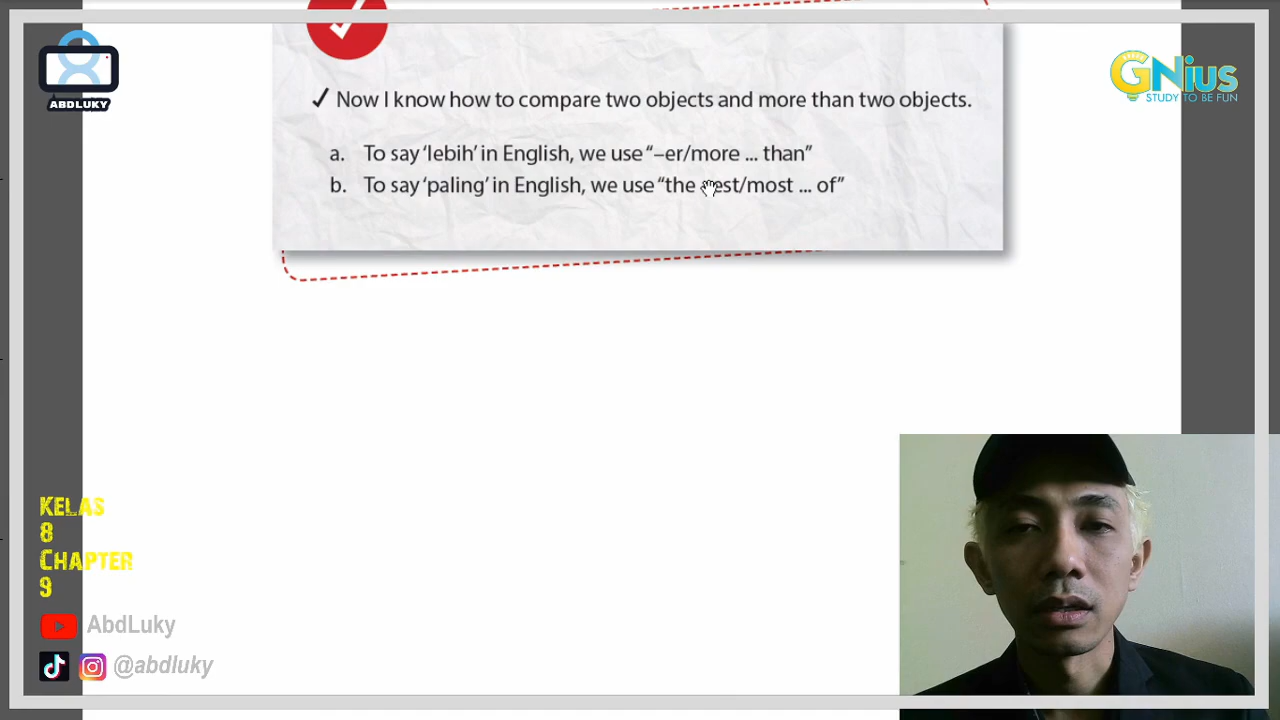 ABDLUKY
GNius
STUDY TO BE FUN
✓ Now I know how to compare two objects and more than two objects.
a. To say ‘lebih’ in English, we use “–er/more ... than”
b. To say ‘paling’ in English, we use “the est/most ... of”
KELAS
8
CHAPTER
9
AbdLuky
@abdluky